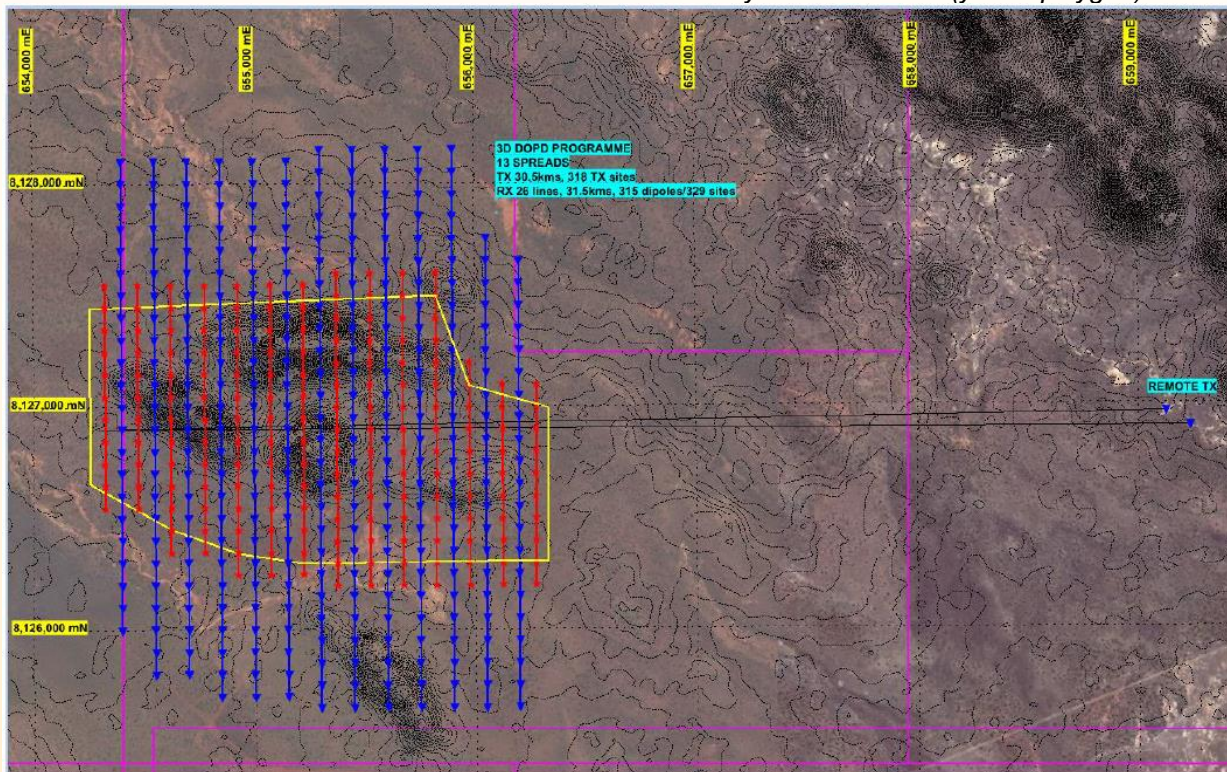 (
654,000 mE
655,000 mE
656,000 mE
657,000 mE
658,000 mE
659,000 mE
3D DOPD PROGRAMME
13 SPREADS
TX 30.5kms, 318 TX sites
RX 26 lines, 31.5kms, 315 dipoles/329 sites
8,128,000 mN
REMOTE TX
8,127,000 mN
8,126,000 mN